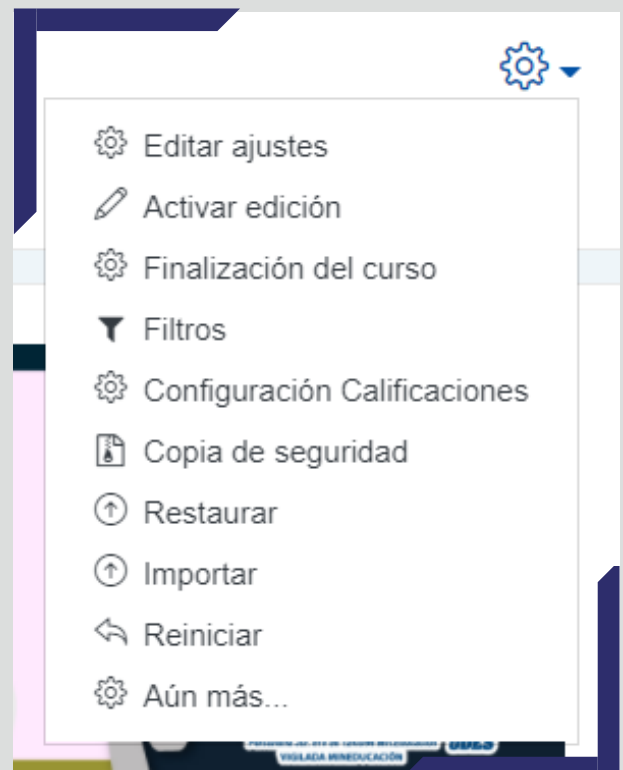 Editar ajustes
Activar edición
Finalización del curso
Filtros
Configuración Calificaciones
Copia de seguridad
Restaurar
Importar
Reiniciar
Aún más...
UDES
VIGILADA MINEDUCACIÓN